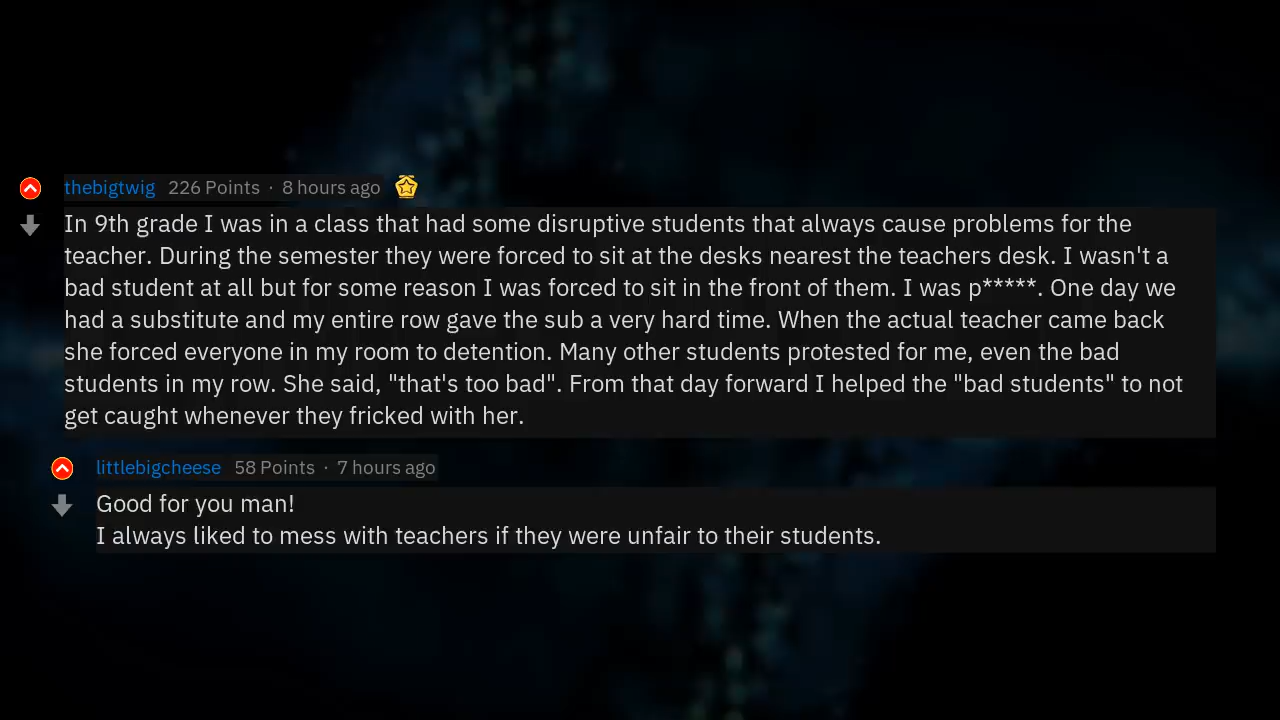 thebigtwig 226 Points · 8 hours ago
In 9th grade I was in a class that had some disruptive students that always cause problems for the
teacher. During the semester they were forced to sit at the desks nearest the teachers desk. I wasn't a
bad student at all but for some reason I was forced to sit in the front of them. I was p*****. One day we
had a substitute and my entire row gave the sub a very hard time. When the actual teacher came back
she forced everyone in my room to detention. Many other students protested for me, even the bad
students in my row. She said, "that's too bad". From that day forward I helped the "bad students" to not
get caught whenever they fricked with her.
littlebigcheese 58 Points · 7 hours ago
Good for you man!
I always liked to mess with teachers if they were unfair to their students.